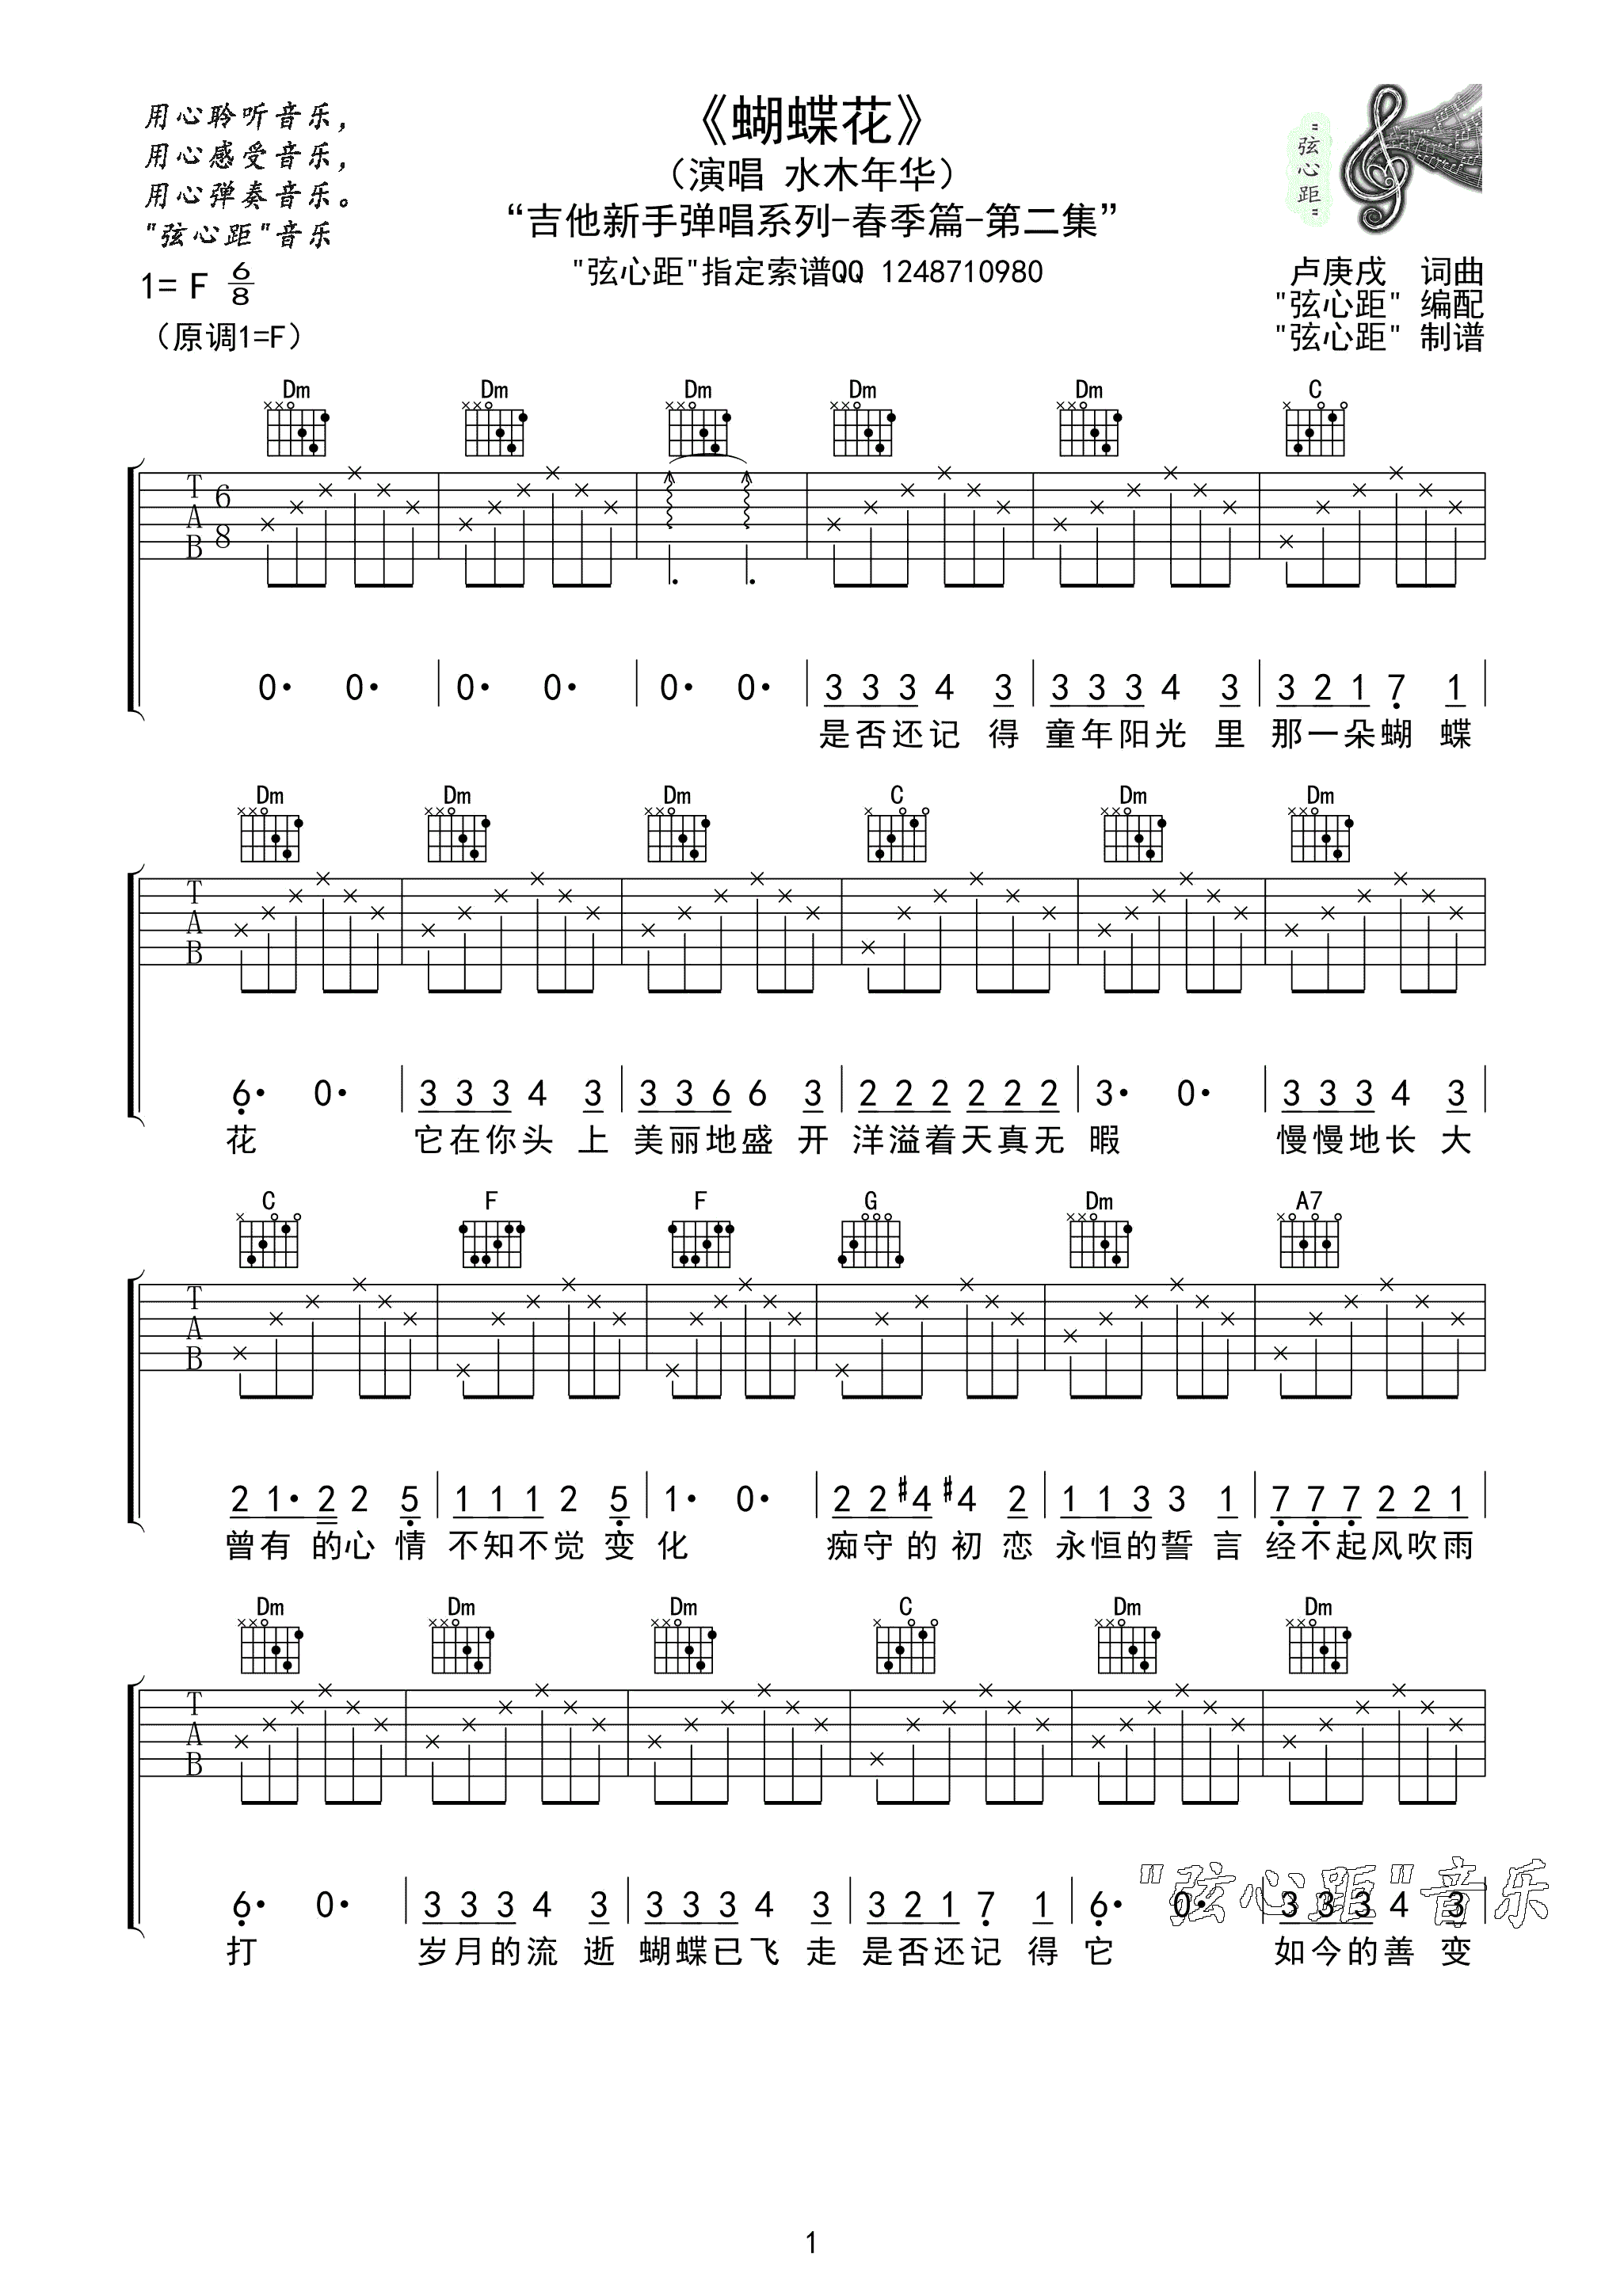 用心聆听音乐，
用心感受音乐，
用心弹奏音乐。
"弦心距"音乐
《蝴蝶花》
（演唱 水木年华）
“吉他新手弹唱系列-春季篇-第二集”
"弦心距"指定索谱QQ 1248710980
"弦心距"
1= F 6/8
（原调1=F）
卢庚戌 词曲
"弦心距" 编配
"弦心距" 制谱
Dm Dm Dm Dm Dm C
T A B 6 8
0· 0· 0· 0· 0· 0· 3 3 3 4 3 3 3 3 4 3 3 2 1 7 1
是否还记 得 童年阳光 里 那一朵蝴 蝶
Dm Dm Dm C Dm Dm
T A B
6· 0· 3 3 3 4 3 3 3 6 6 3 2 2 2 2 2 2 3· 0· 3 3 3 4 3
花 它在你头 上 美丽地盛 开 洋溢着天真无 暇 慢慢地长 大
C F F G Dm A7
T A B
2 1· 2 2 5 1 1 1 2 5 1· 0· 2 2 #4 #4 2 1 1 3 3 1 7 7 7 2 2 1
曾有 的心 情 不知不觉 变 化 痴守 的 初 恋 永恒的誓 言 经不起风吹雨
Dm Dm Dm C Dm Dm
T A B
6· 0· 3 3 3 4 3 3 3 3 4 3 3 2 1 7 1 6· 0· 3 3 3 4 3
"弦心距"音乐
打 岁月的流 逝 蝴蝶已飞 走 是否还记 得 它 如今的善 变
1